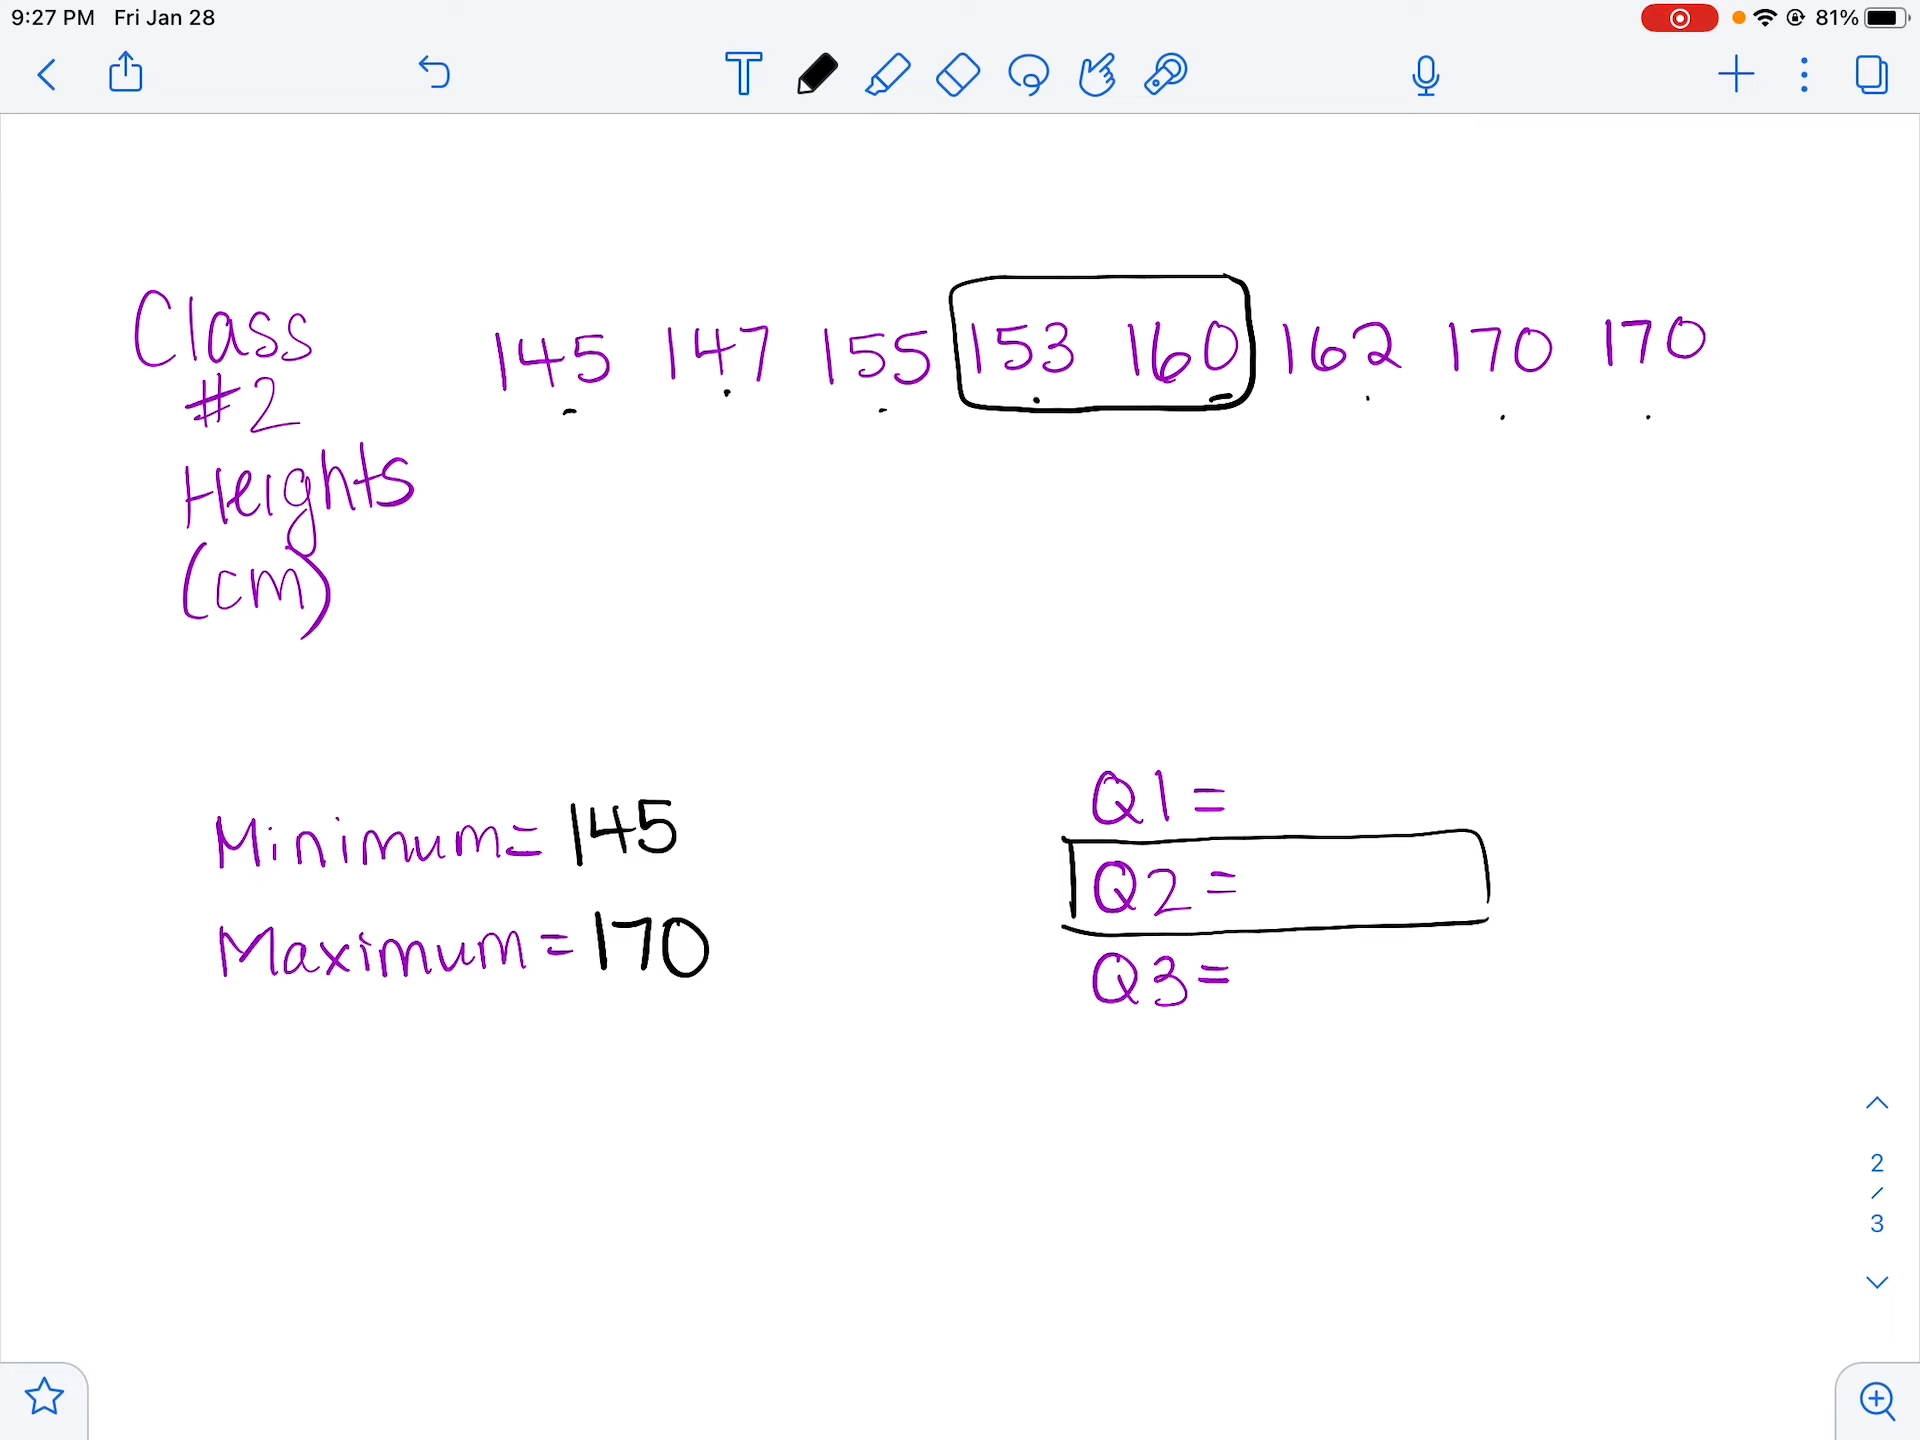 9:27 PM Fri Jan 28 81%
T
Class
#2
Heights
(cm)
145 147 155 153 160 162 170 170
Minimum= 145
Maximum= 170
Q1=
Q2=
Q3=
2
/
3